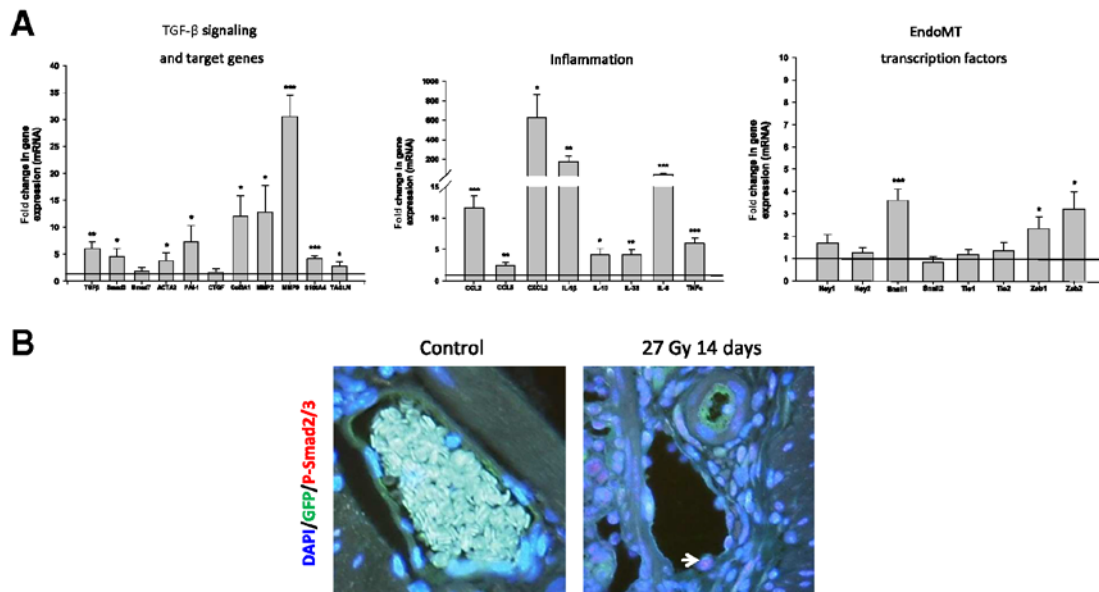 A
TGF-β signaling
and target genes
Fold change in gene
expression (mRNA)
40
35
30
25
20
15
10
5
0
** * * * * * *** *** *
TGFβ Smad3 Smad7 ACTA2 PAI-1 CTGF Col3A1 MMP2 MMP9 S100A4 TAGLN
Inflammation
Fold change in gene
expression (mRNA)
1000
800
600
400
200
15
10
5
0
*** ** * ** * ** *** ***
CCL2 CCL5 CXCL2 IL-1β IL-10 IL-33 IL-6 TNFα
EndoMT
transcription factors
Fold change in gene
expression (mRNA)
10
9
8
7
6
5
4
3
2
1
0
*** * *
Hey1 Hey2 Snail1 Snail2 Tie1 Tie2 Zeb1 Zeb2
B
Control
27 Gy 14 days
DAPI/GFP/P-Smad2/3